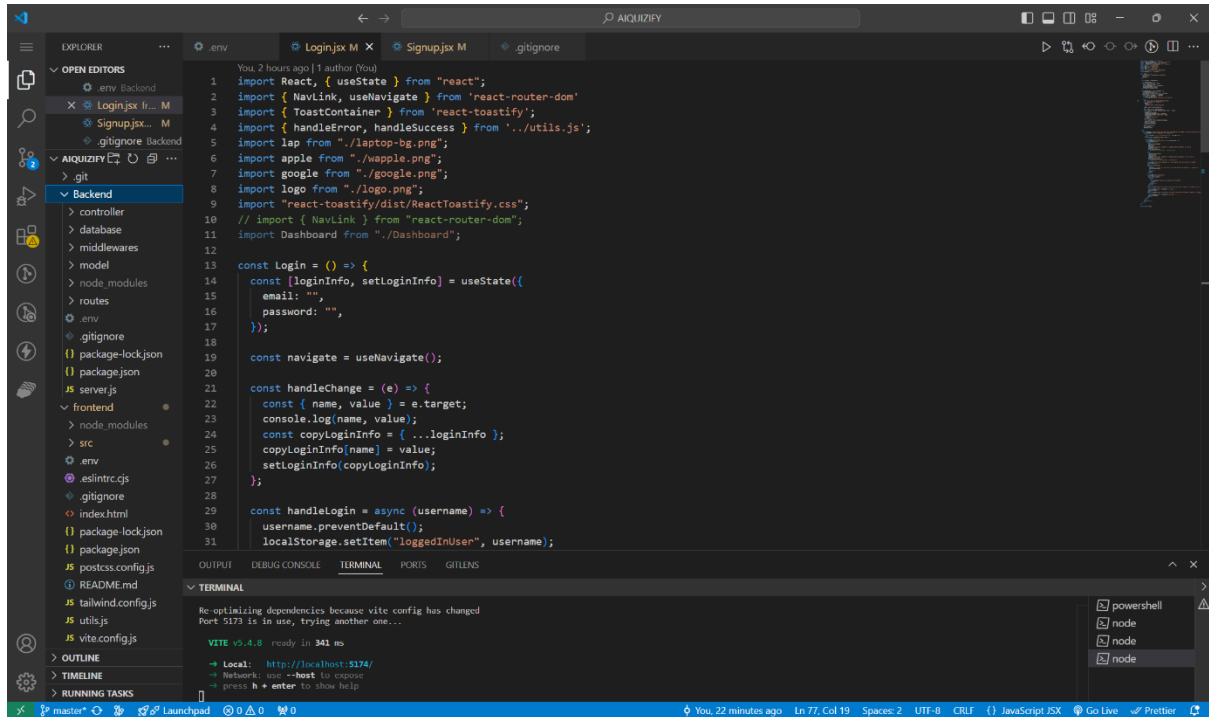 AIQUIZIFY
EXPLORER
.env
Login.jsx M
Signup.jsx M
.gitignore
OPEN EDITORS
.env Backend
Login.jsx fr... M
Signup.jsx... M
.gitignore Backend
AIQUIZIFY
.git
Backend
controller
database
middlewares
model
node_modules
routes
.env
.gitignore
package-lock.json
package.json
server.js
frontend
node_modules
src
.env
.eslintrc.cjs
.gitignore
index.html
package-lock.json
package.json
postcss.config.js
README.md
tailwind.config.js
utils.js
vite.config.js
OUTLINE
TIMELINE
RUNNING TASKS
2
You, 2 hours ago | 1 author (You)
1 import React, { useState } from "react";
2 import { NavLink, useNavigate } from 'react-router-dom'
3 import { ToastContainer } from 'react-toastify';
4 import { handleError, handleSuccess } from '../utils.js';
5 import lap from "./laptop-bg.png";
6 import apple from "./wapple.png";
7 import google from "./google.png";
8 import logo from "./logo.png";
9 import "react-toastify/dist/ReactToastify.css";
10 // import { NavLink } from "react-router-dom";
11 import Dashboard from "./Dashboard";
12
13 const Login = () => {
14 const [loginInfo, setLoginInfo] = useState({
15 email: "",
16 password: "",
17 });
18
19 const navigate = useNavigate();
20
21 const handleChange = (e) => {
22 const { name, value } = e.target;
23 console.log(name, value);
24 const copyLoginInfo = { ...loginInfo };
25 copyLoginInfo[name] = value;
26 setLoginInfo(copyLoginInfo);
27 };
28
29 const handleLogin = async (username) => {
30 username.preventDefault();
31 localStorage.setItem("loggedInUser", username);
OUTPUT DEBUG CONSOLE TERMINAL PORTS GITLENS
TERMINAL
Re-optimizing dependencies because vite config has changed
Port 5173 is in use, trying another one...
VITE v5.4.8 ready in 341 ms
→ Local: http://localhost:5174/
→ Network: use --host to expose
→ press h + enter to show help
powershell
node
node
node
master* Launchpad 0 0 0 You, 22 minutes ago Ln 77, Col 19 Spaces: 2 UTF-8 CRLF {} JavaScript JSX Go Live Prettier